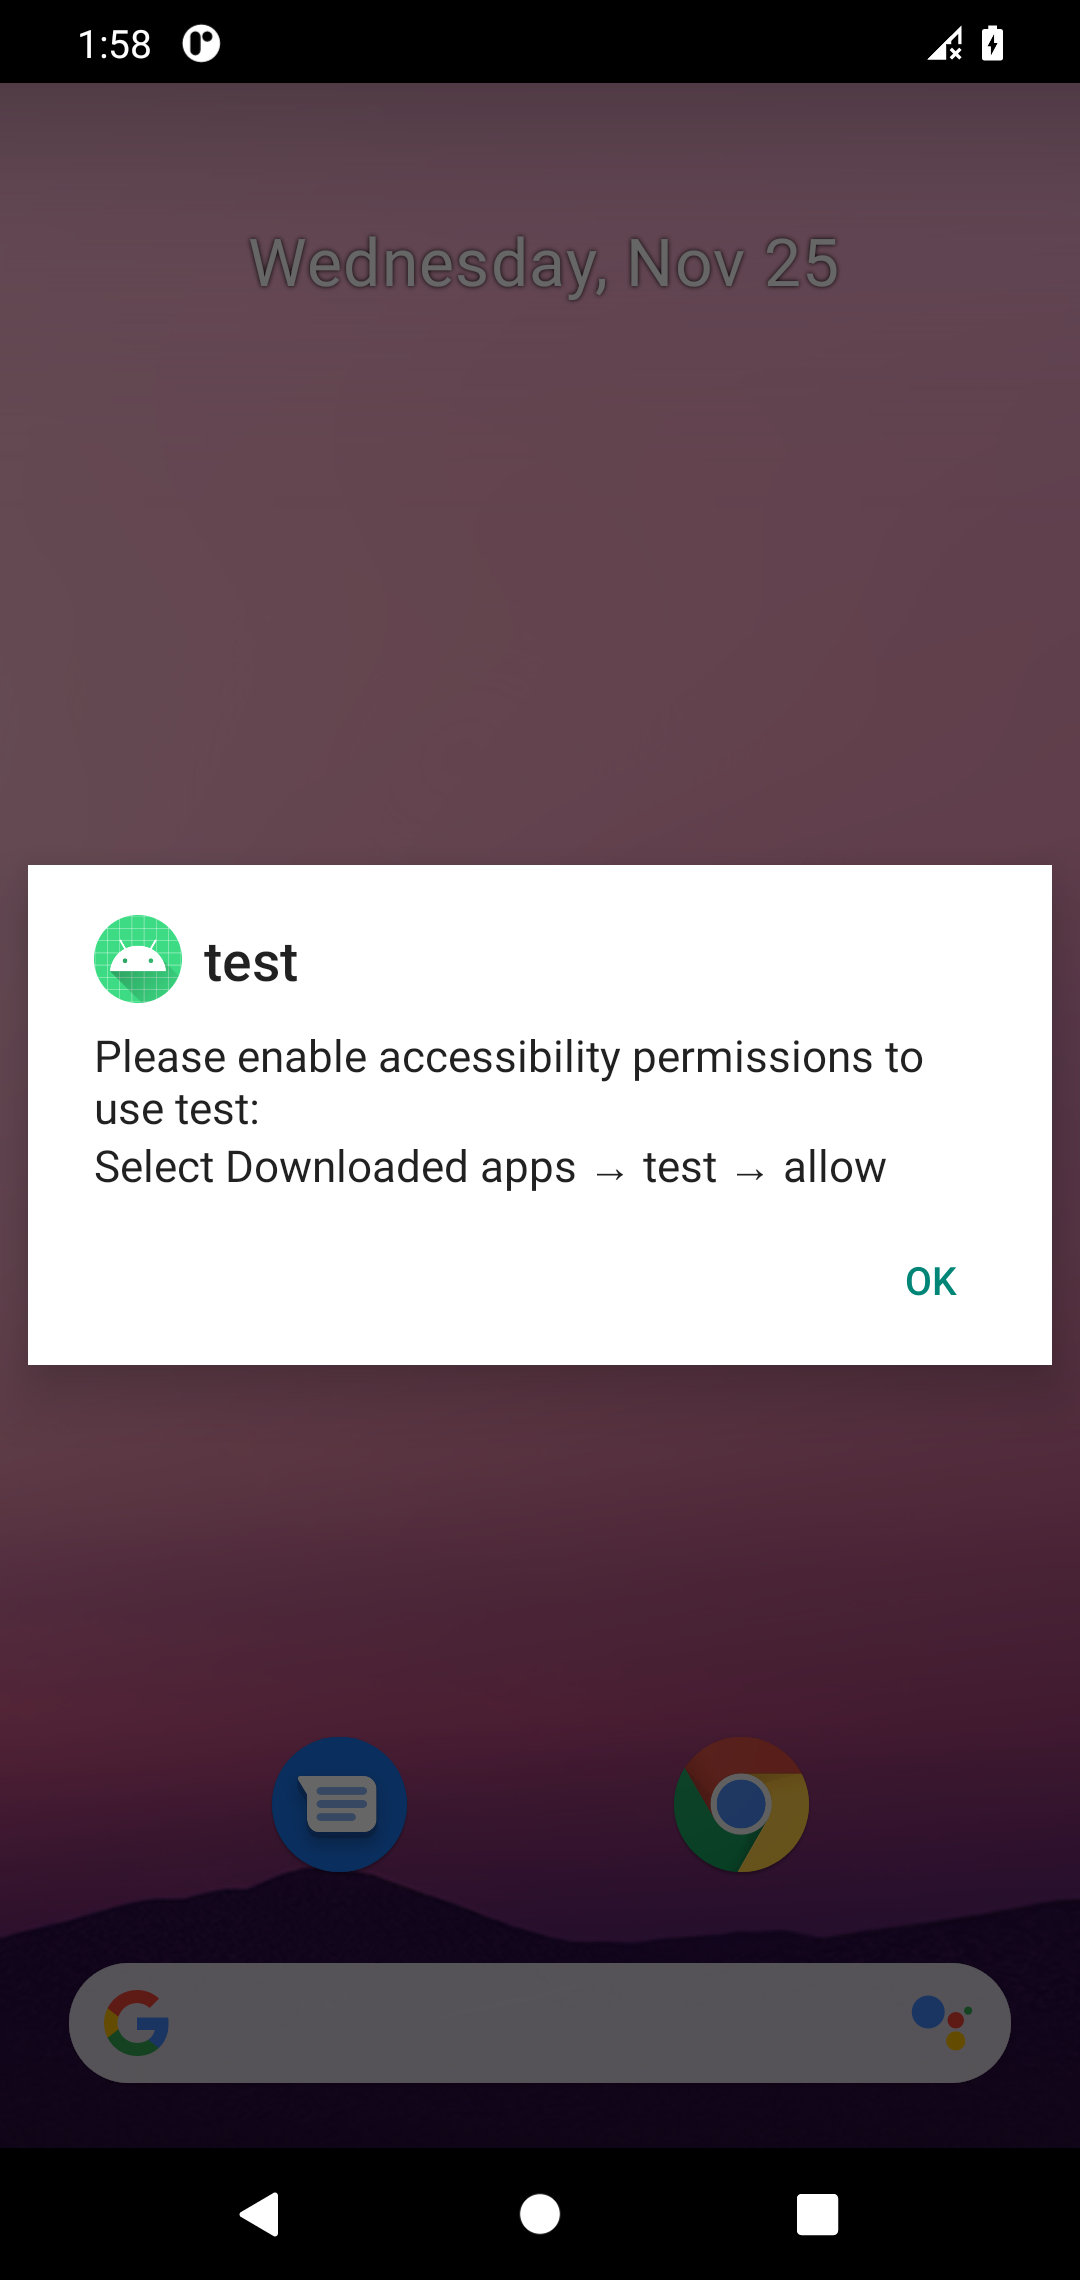 1:58
Wednesday, Nov 25
test
Please enable accessibility permissions to
use test:
Select Downloaded apps → test → allow
OK